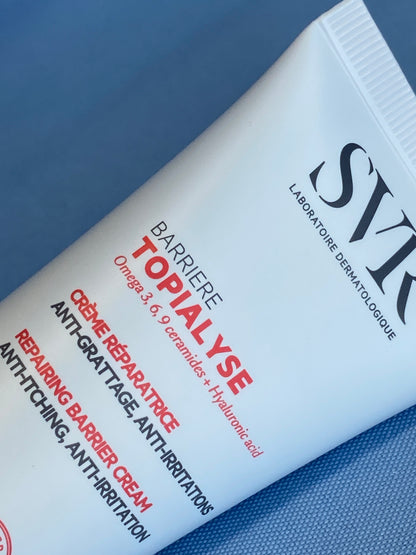 SVR
LABORATOIRE DERMATOLOGIQUE
BARRIERE
TOPIALYSE
Omega 3, 6, 9 ceramides + Hyaluronic acid
CRÈME RÉPARATRICE
ANTI-GRATTAGE, ANTI-IRRITATIONS
REPAIRING BARRIER CREAM
ANTI-ITCHING, ANTI-IRRITATION